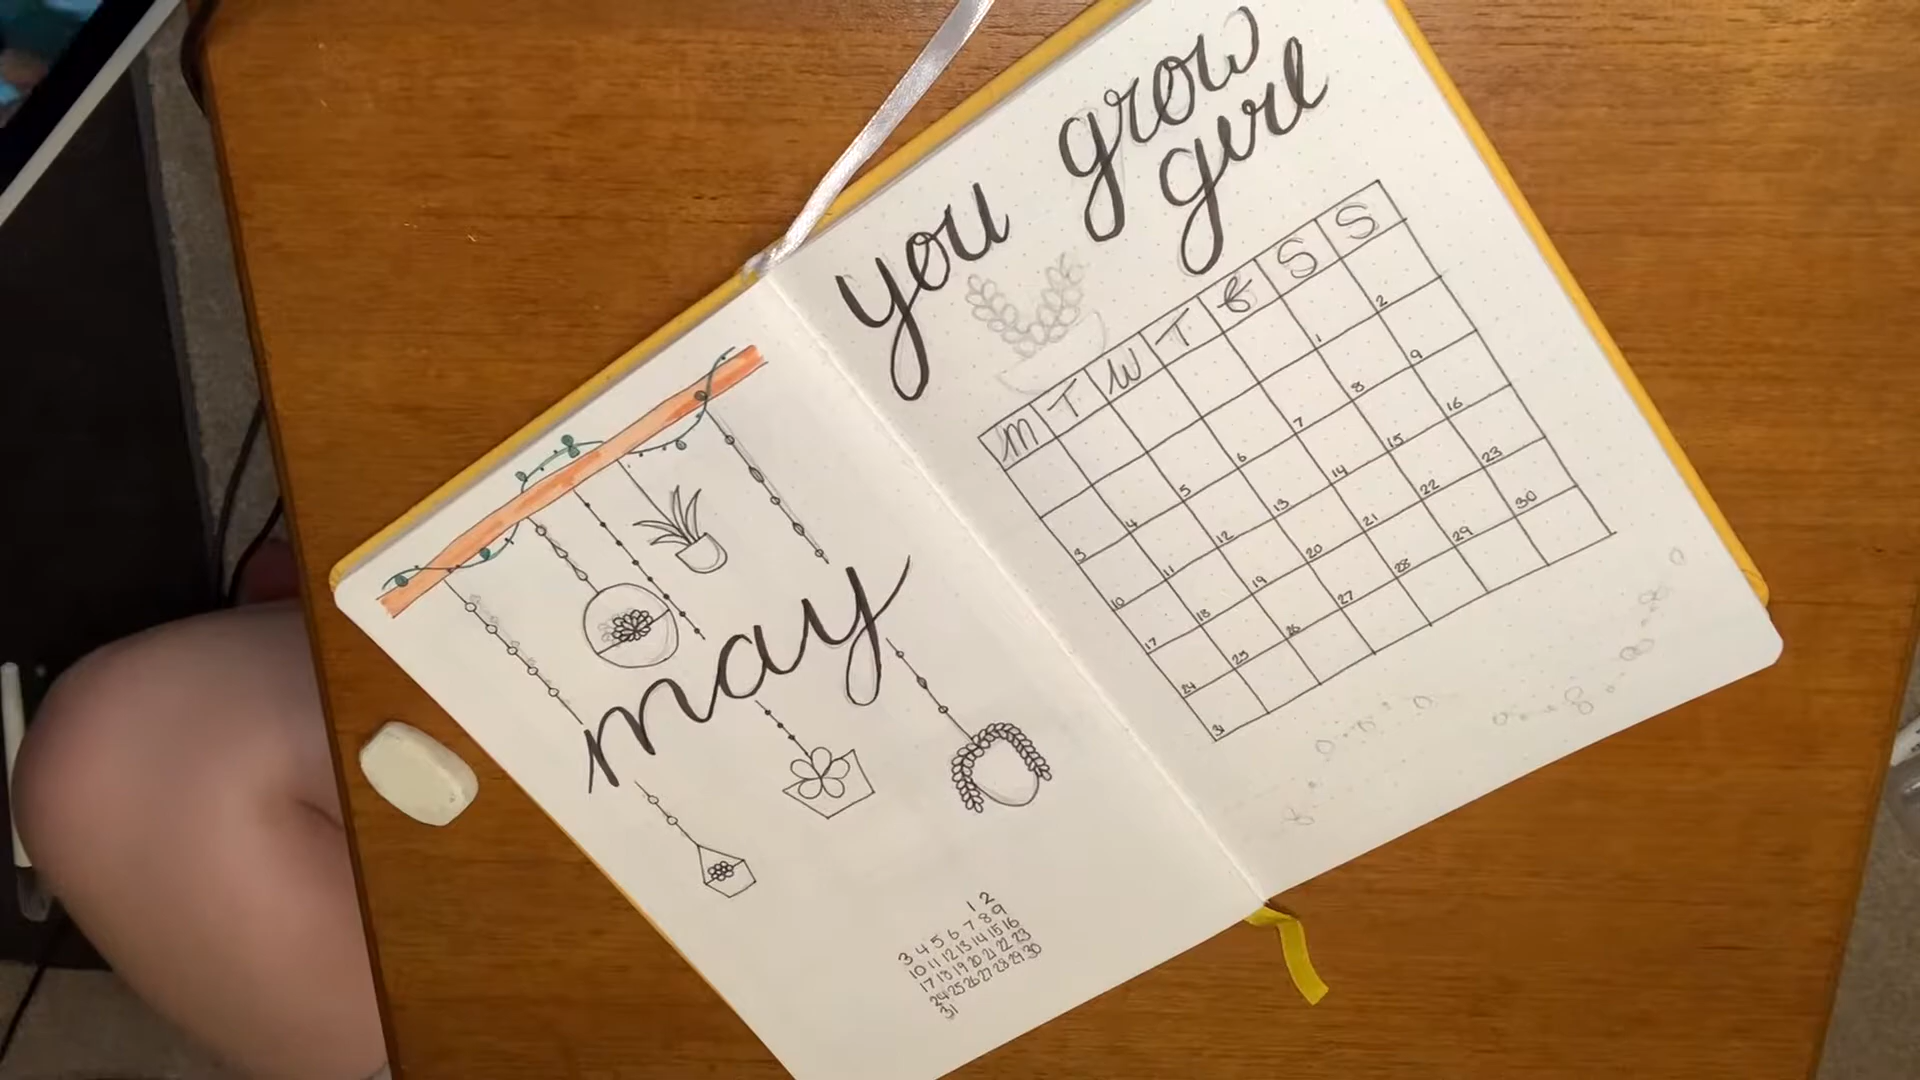 may
1 2
3 4 5 6 7 8 9
10 11 12 13 14 15 16
17 18 19 20 21 22 23
24 25 26 27 28 29 30
31
you grow
girl
M T W T F S S
1 2
3 4 5 6 7 8 9
10 11 12 13 14 15 16
17 18 19 20 21 22 23
24 25 26 27 28 29 30
31